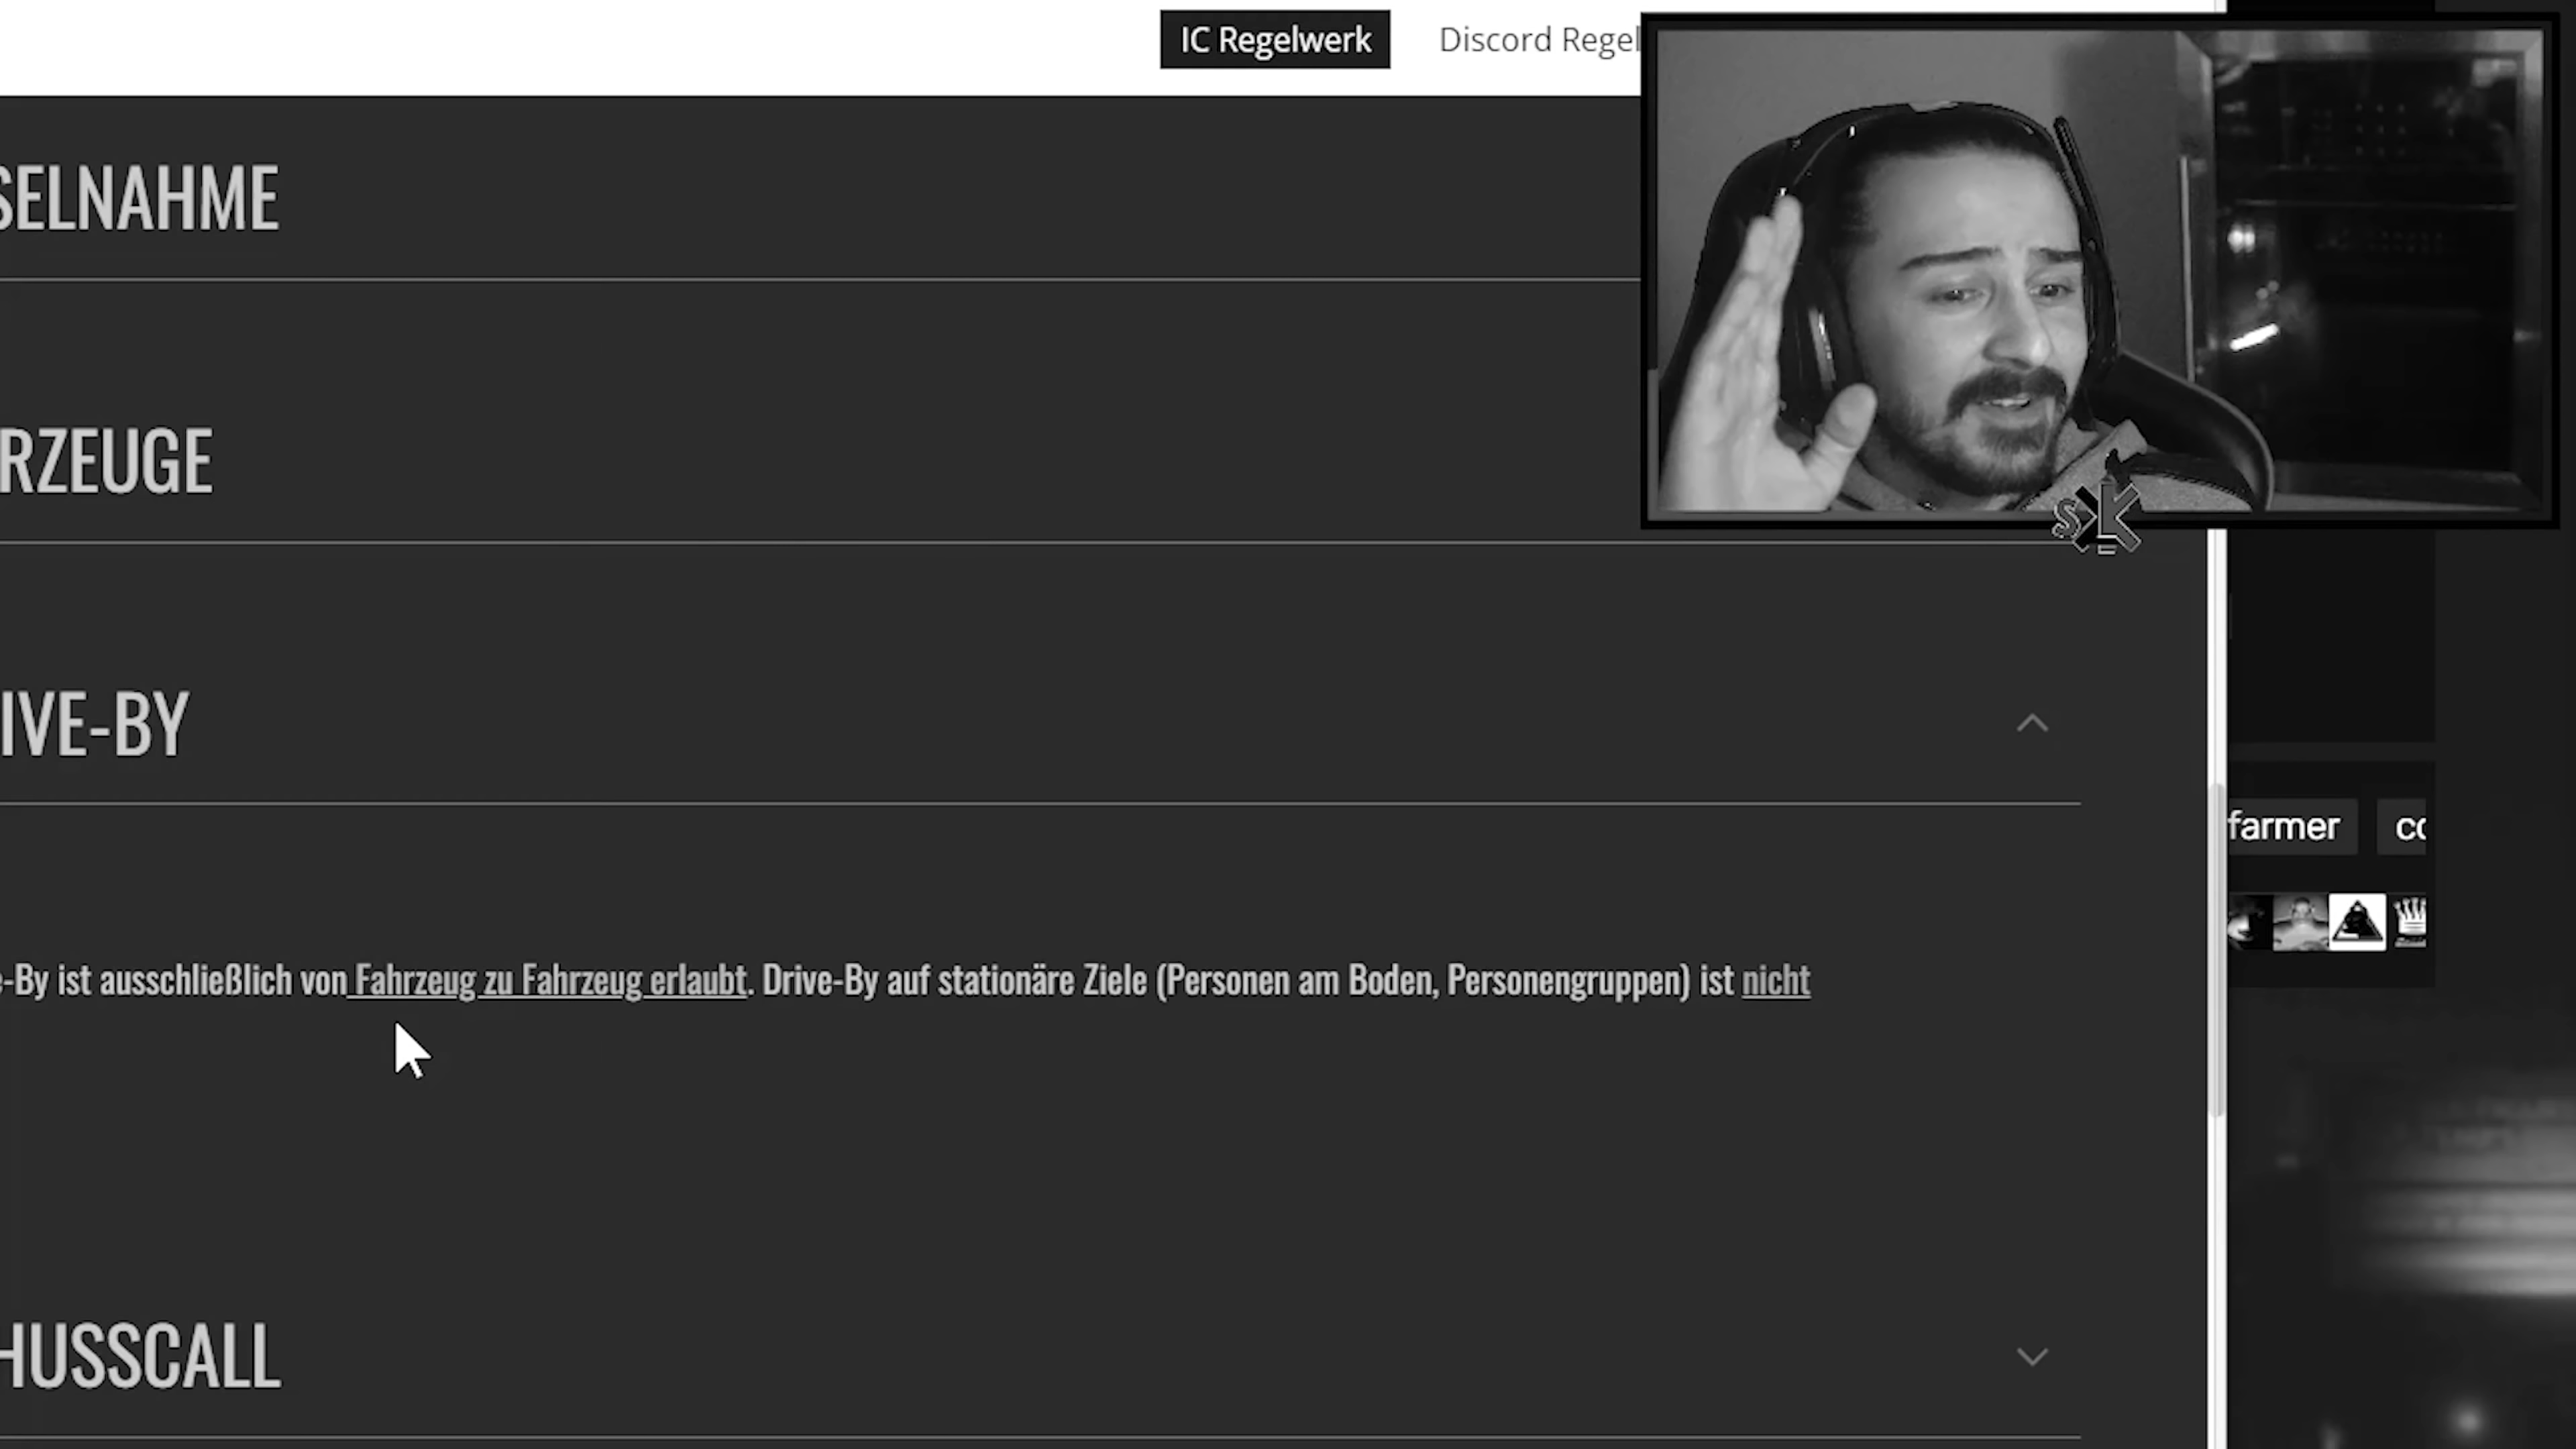 IC Regelwerk Discord Regel
SELNAHME
RZEUGE
IVE-BY
farmer
-By ist ausschließlich von Fahrzeug zu Fahrzeug erlaubt. Drive-By auf stationäre Ziele (Personen am Boden, Personengruppen) ist nicht
HUSSCALL